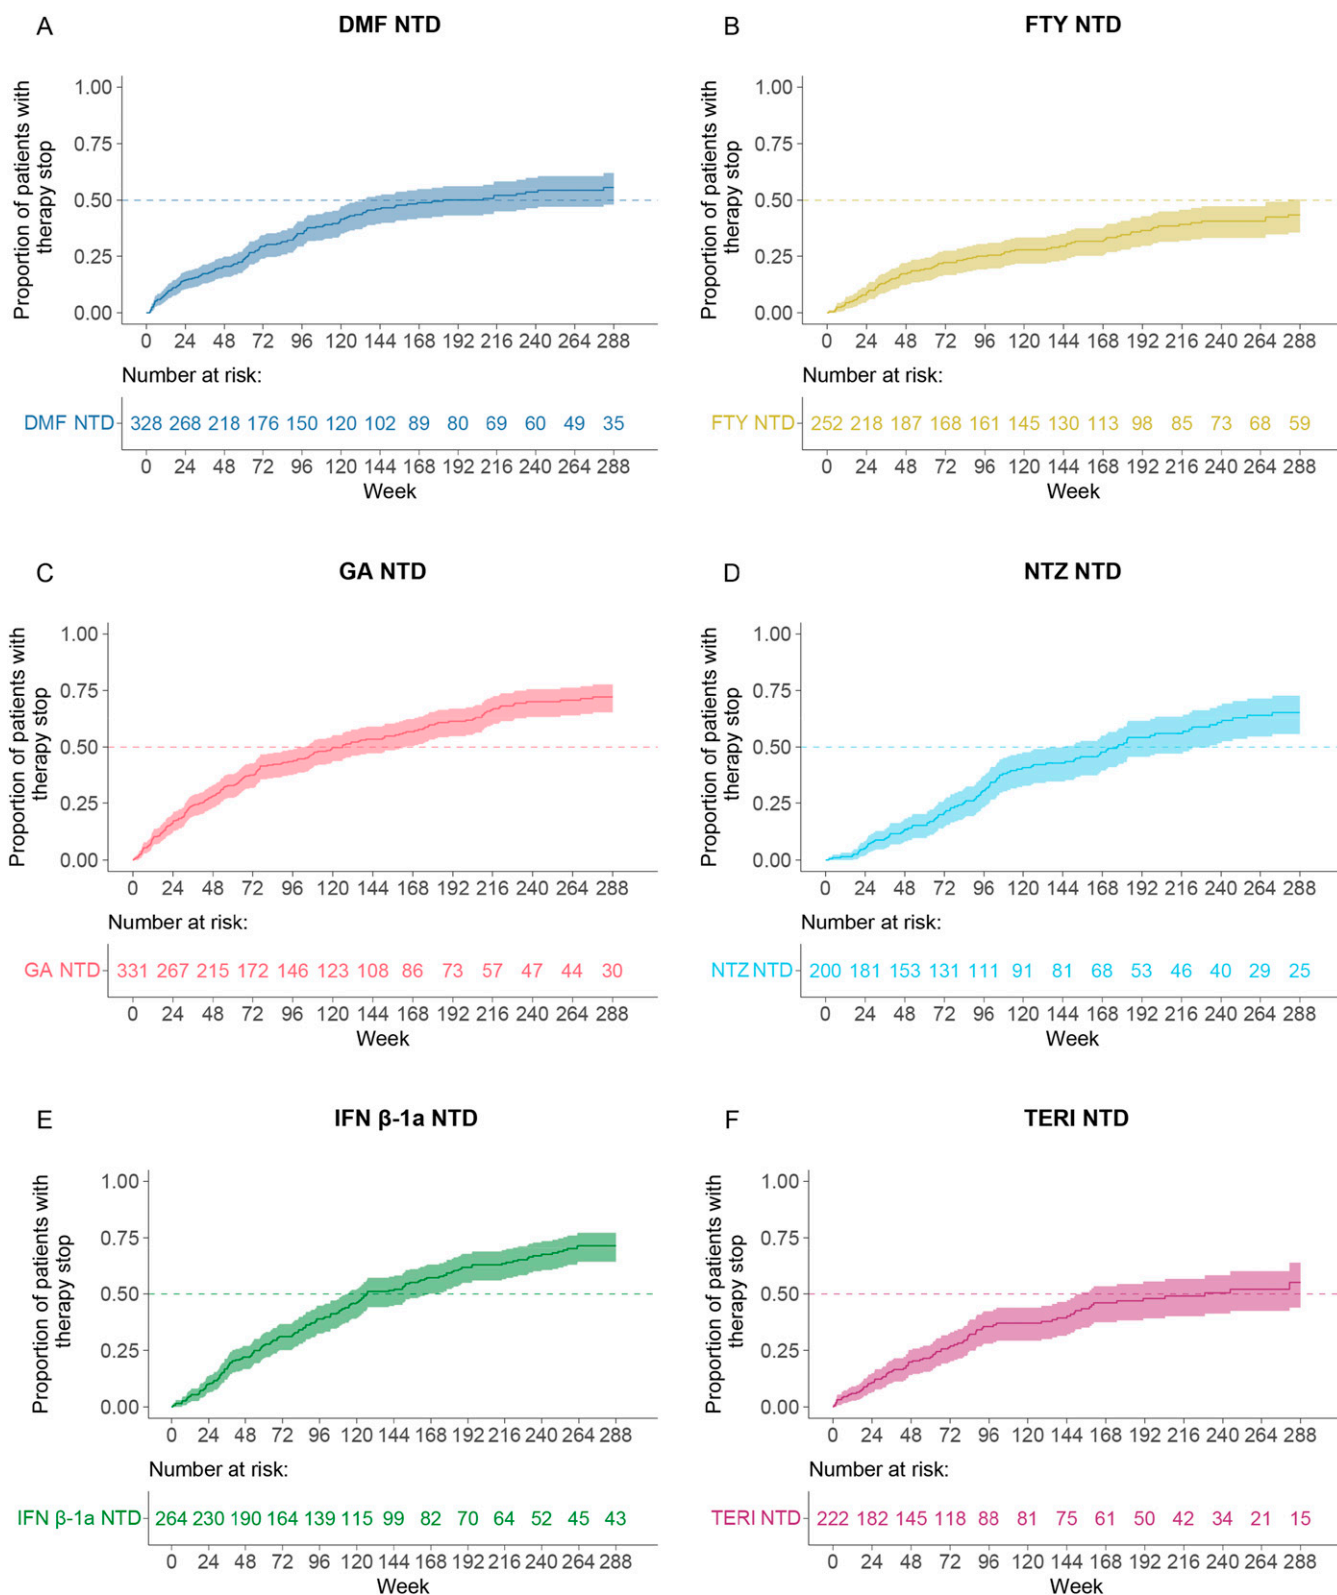 A
DMF NTD
Proportion of patients with
therapy stop
1.00
0.75
0.50
0.25
0.00
0 24 48 72 96 120 144 168 192 216 240 264 288
Number at risk:
DMF NTD 328 268 218 176 150 120 102 89 80 69 60 49 35
0 24 48 72 96 120 144 168 192 216 240 264 288
Week
B
FTY NTD
Proportion of patients with
therapy stop
1.00
0.75
0.50
0.25
0.00
0 24 48 72 96 120 144 168 192 216 240 264 288
Number at risk:
FTY NTD 252 218 187 168 161 145 130 113 98 85 73 68 59
0 24 48 72 96 120 144 168 192 216 240 264 288
Week
C
GA NTD
Proportion of patients with
therapy stop
1.00
0.75
0.50
0.25
0.00
0 24 48 72 96 120 144 168 192 216 240 264 288
Number at risk:
GA NTD 331 267 215 172 146 123 108 86 73 57 47 44 30
0 24 48 72 96 120 144 168 192 216 240 264 288
Week
D
NTZ NTD
Proportion of patients with
therapy stop
1.00
0.75
0.50
0.25
0.00
0 24 48 72 96 120 144 168 192 216 240 264 288
Number at risk:
NTZ NTD 200 181 153 131 111 91 81 68 53 46 40 29 25
0 24 48 72 96 120 144 168 192 216 240 264 288
Week
E
IFN β-1a NTD
Proportion of patients with
therapy stop
1.00
0.75
0.50
0.25
0.00
0 24 48 72 96 120 144 168 192 216 240 264 288
Number at risk:
IFN β-1a NTD 264 230 190 164 139 115 99 82 70 64 52 45 43
0 24 48 72 96 120 144 168 192 216 240 264 288
Week
F
TERI NTD
Proportion of patients with
therapy stop
1.00
0.75
0.50
0.25
0.00
0 24 48 72 96 120 144 168 192 216 240 264 288
Number at risk:
TERI NTD 222 182 145 118 88 81 75 61 50 42 34 21 15
0 24 48 72 96 120 144 168 192 216 240 264 288
Week